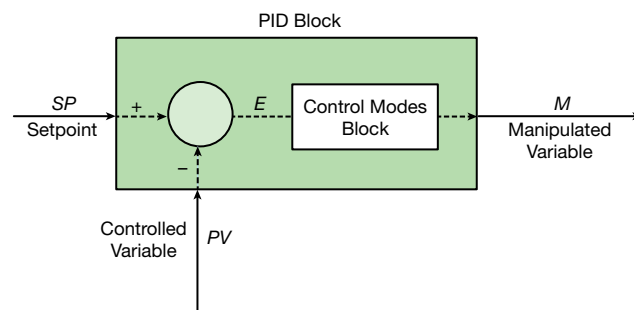 PID Block
SP
Setpoint
+
E
Control Modes
Block
M
Manipulated
Variable
−
Controlled
Variable
PV